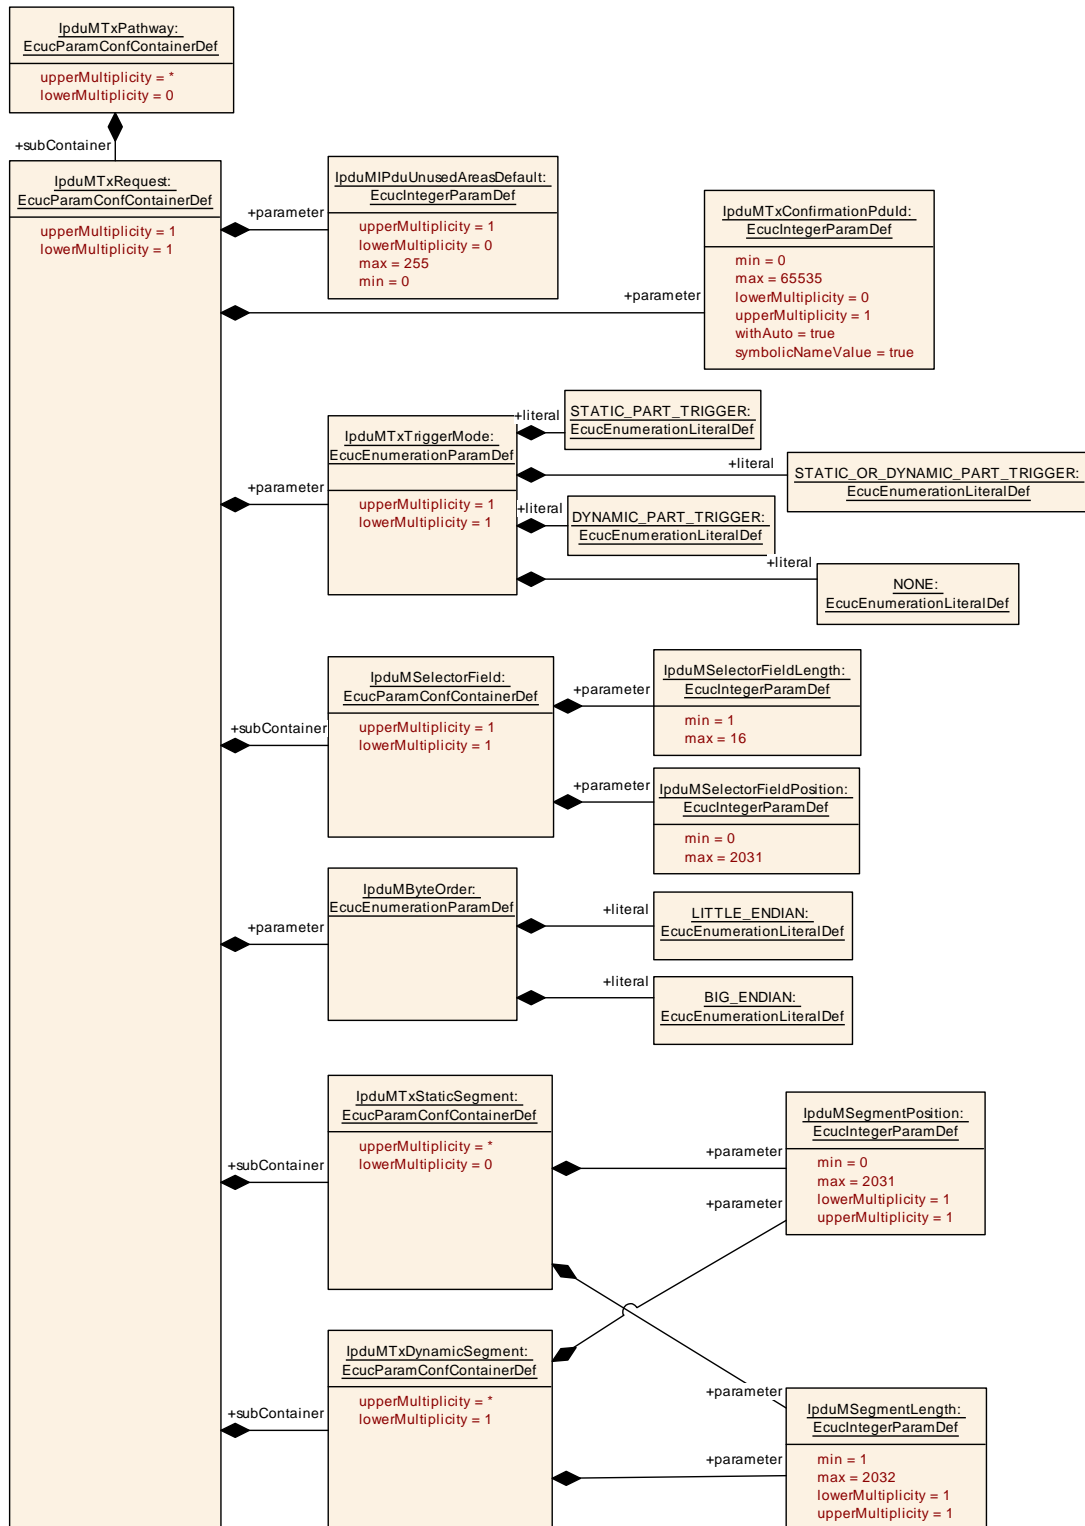 IpduMTxPathway:
EcucParamConfContainerDef
upperMultiplicity = *
lowerMultiplicity = 0
+subContainer
IpduMTxRequest:
EcucParamConfContainerDef
upperMultiplicity = 1
lowerMultiplicity = 1
+parameter
IpduMIPduUnusedAreasDefault:
EcucIntegerParamDef
upperMultiplicity = 1
lowerMultiplicity = 0
max = 255
min = 0
+parameter
IpduMTxConfirmationPduId:
EcucIntegerParamDef
min = 0
max = 65535
lowerMultiplicity = 0
upperMultiplicity = 1
withAuto = true
symbolicNameValue = true
+parameter
IpduMTxTriggerMode:
EcucEnumerationParamDef
upperMultiplicity = 1
lowerMultiplicity = 1
+literal
STATIC_PART_TRIGGER:
EcucEnumerationLiteralDef
+literal
STATIC_OR_DYNAMIC_PART_TRIGGER:
EcucEnumerationLiteralDef
+literal
DYNAMIC_PART_TRIGGER:
EcucEnumerationLiteralDef
+literal
NONE:
EcucEnumerationLiteralDef
+subContainer
IpduMSelectorField:
EcucParamConfContainerDef
upperMultiplicity = 1
lowerMultiplicity = 1
+parameter
IpduMSelectorFieldLength:
EcucIntegerParamDef
min = 1
max = 16
+parameter
IpduMSelectorFieldPosition:
EcucIntegerParamDef
min = 0
max = 2031
+parameter
IpduMByteOrder:
EcucEnumerationParamDef
+literal
LITTLE_ENDIAN:
EcucEnumerationLiteralDef
+literal
BIG_ENDIAN:
EcucEnumerationLiteralDef
+subContainer
IpduMTxStaticSegment:
EcucParamConfContainerDef
upperMultiplicity = *
lowerMultiplicity = 0
+parameter
+parameter
IpduMSegmentPosition:
EcucIntegerParamDef
min = 0
max = 2031
lowerMultiplicity = 1
upperMultiplicity = 1
+subContainer
IpduMTxDynamicSegment:
EcucParamConfContainerDef
upperMultiplicity = *
lowerMultiplicity = 1
+parameter
+parameter
IpduMSegmentLength:
EcucIntegerParamDef
min = 1
max = 2032
lowerMultiplicity = 1
upperMultiplicity = 1